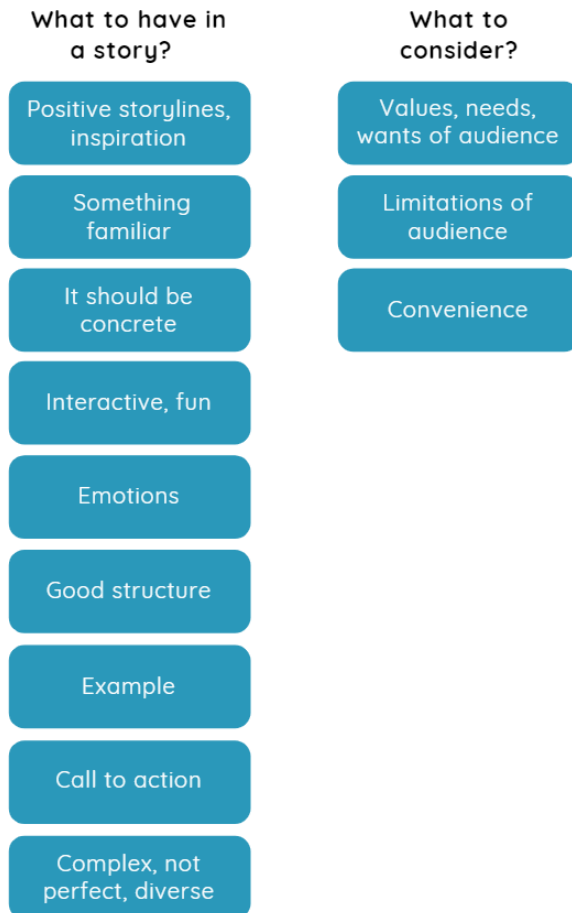 What to have in
a story?
Positive storylines,
inspiration
Something
familiar
It should be
concrete
Interactive, fun
Emotions
Good structure
Example
Call to action
Complex, not
perfect, diverse
What to
consider?
Values, needs,
wants of audience
Limitations of
audience
Convenience